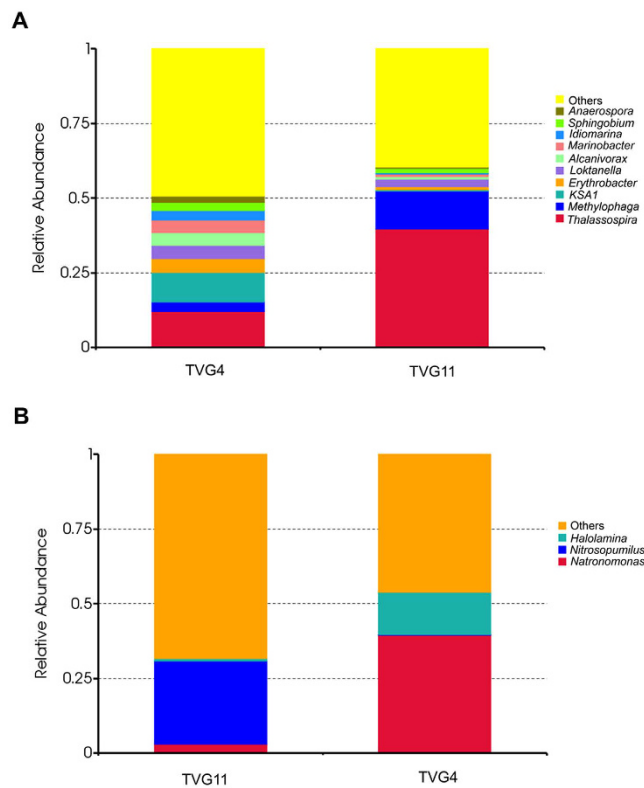 A
1
0.75
0.5
0.25
0
Relative Abundance
TVG4
TVG11
Others
Anaerospora
Sphingobium
Idiomarina
Marinobacter
Alcanivorax
Loktanella
Erythrobacter
KSA1
Methylophaga
Thalassospira
B
1
0.75
0.5
0.25
0
Relative Abundance
TVG11
TVG4
Others
Halolamina
Nitrosopumilus
Natronomonas